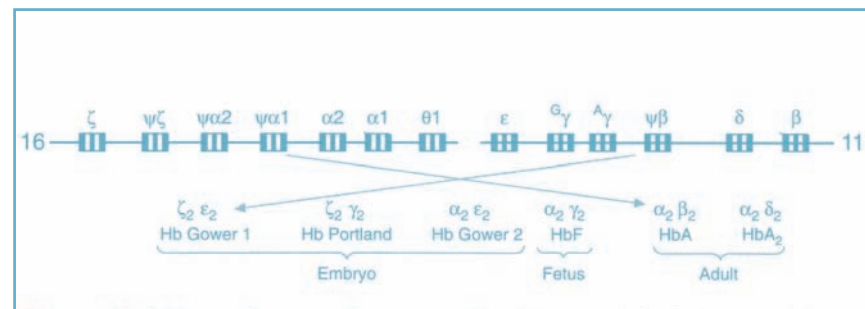 ζ ψζ ψα2 ψα1 α2 α1 θ1 ε ᴳγ ᴬγ ψβ δ β
16 11
ζ₂ ε₂ ζ₂ γ₂ α₂ ε₂ α₂ γ₂ α₂ β₂ α₂ δ₂
Hb Gower 1 Hb Portland Hb Gower 2 HbF HbA HbA₂
Embryo Fetus Adult